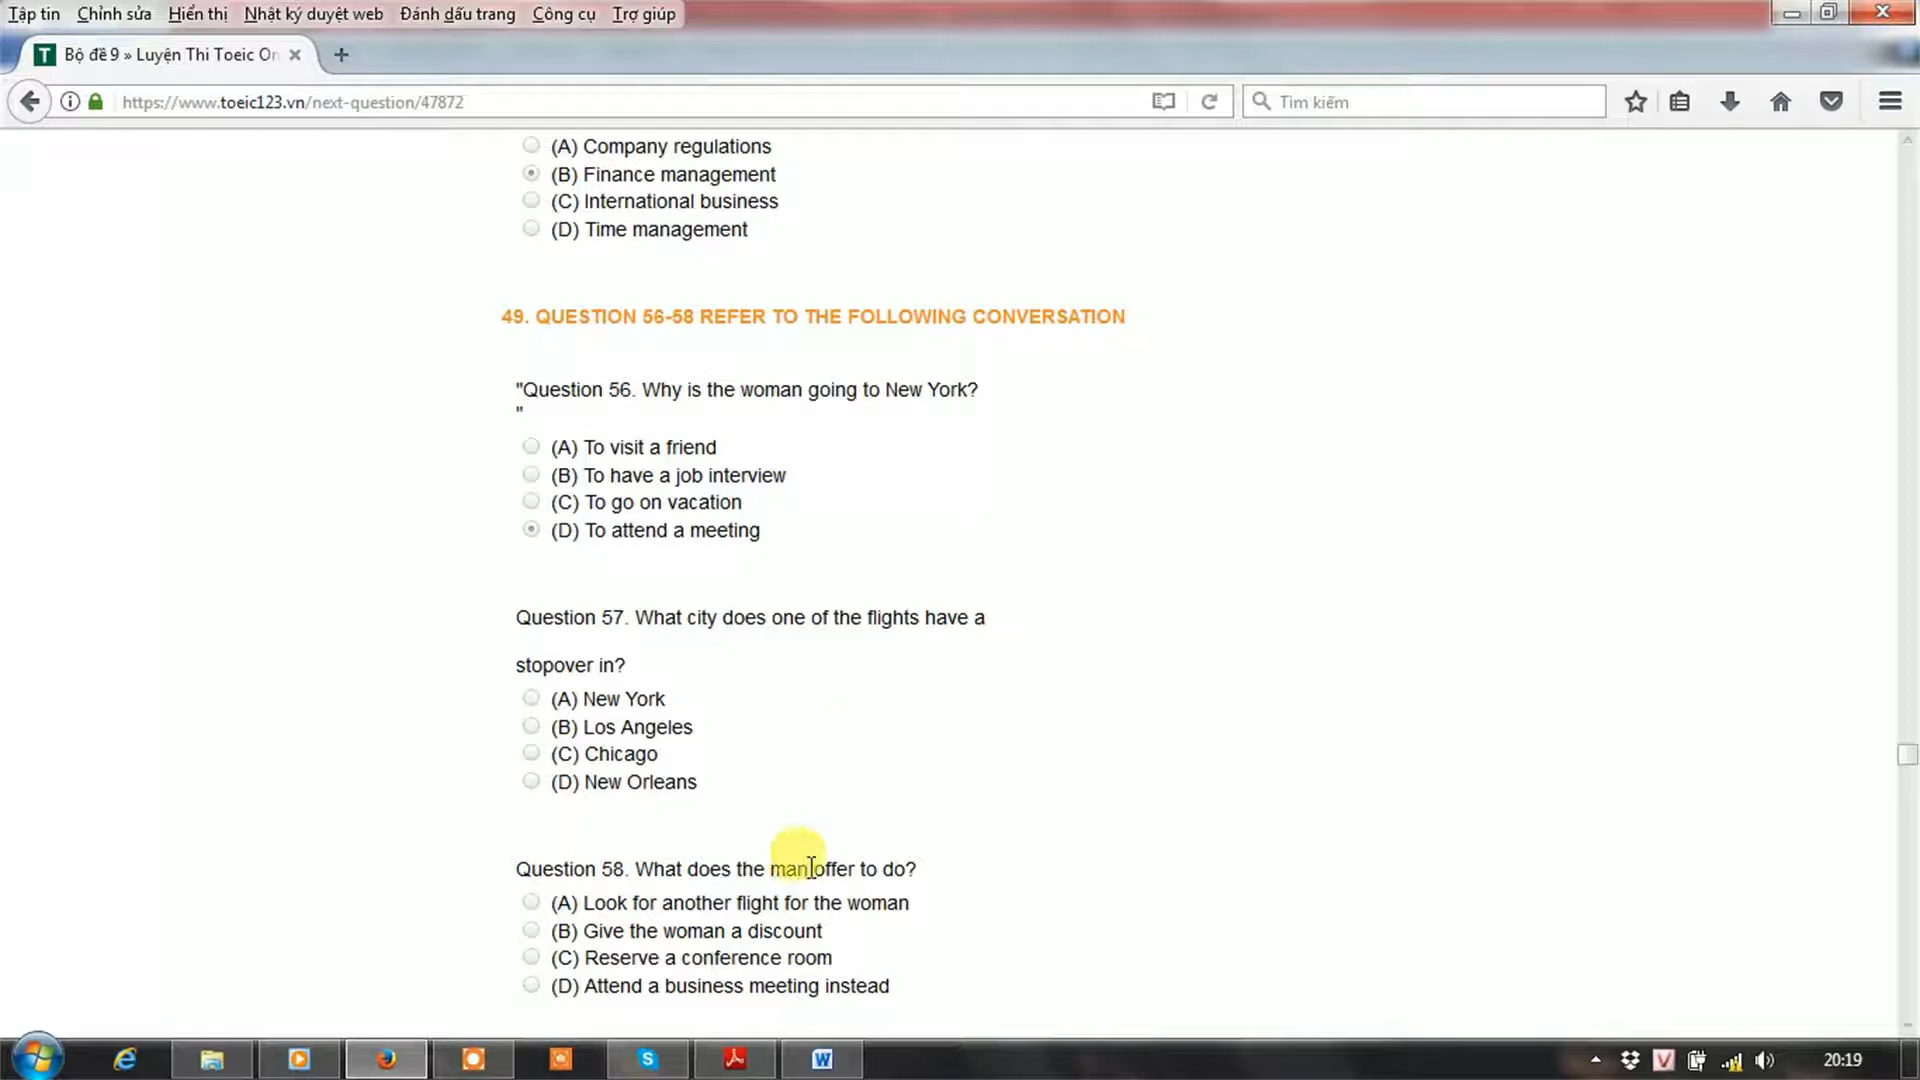 Tập tin Chỉnh sửa Hiển thị Nhật ký duyệt web Đánh dấu trang Công cụ Trợ giúp
T Bộ đề 9 » Luyện Thi Toeic On
https://www.toeic123.vn/next-question/47872
Tìm kiếm
(A) Company regulations
(B) Finance management
(C) International business
(D) Time management
49. QUESTION 56-58 REFER TO THE FOLLOWING CONVERSATION
"Question 56. Why is the woman going to New York?
"
(A) To visit a friend
(B) To have a job interview
(C) To go on vacation
(D) To attend a meeting
Question 57. What city does one of the flights have a
stopover in?
(A) New York
(B) Los Angeles
(C) Chicago
(D) New Orleans
Question 58. What does the man offer to do?
(A) Look for another flight for the woman
(B) Give the woman a discount
(C) Reserve a conference room
(D) Attend a business meeting instead
20:19